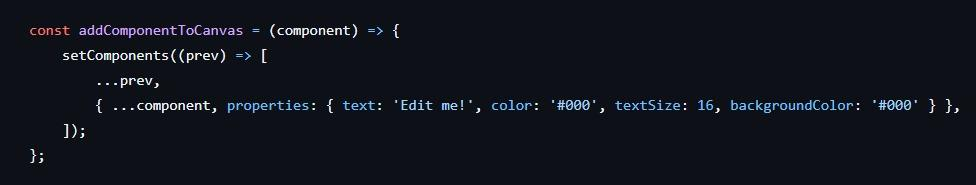 const addComponentToCanvas = (component) => {
    setComponents((prev) => [
        ...prev,
        { ...component, properties: { text: 'Edit me!', color: '#000', textSize: 16, backgroundColor: '#000' } },
    ]);
};